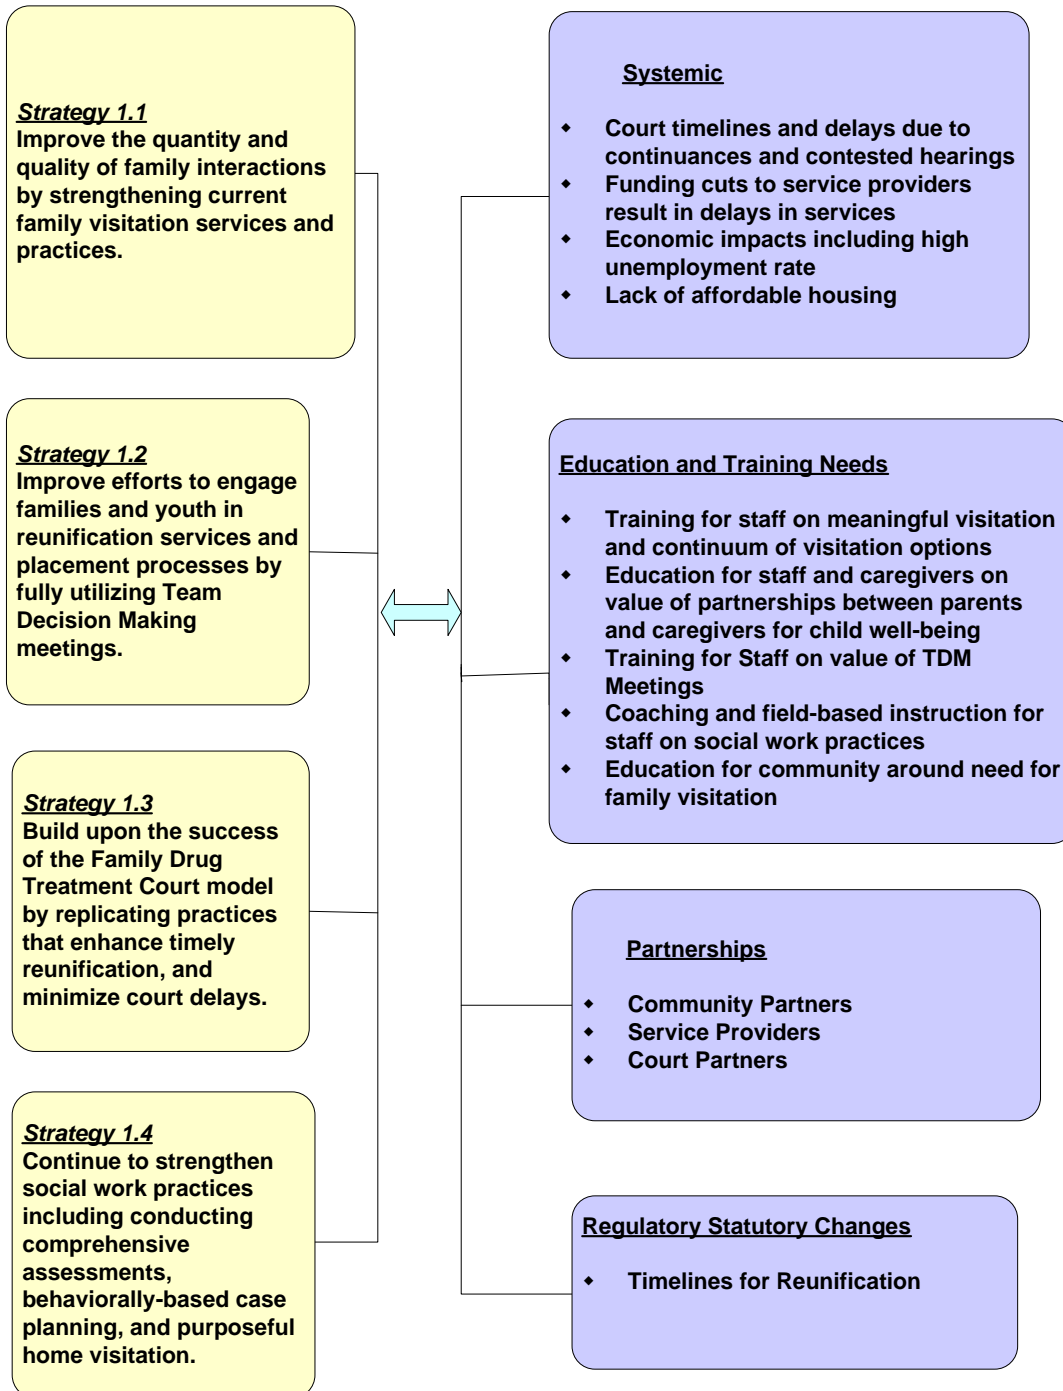 Strategy 1.1
Improve the quantity and
quality of family interactions
by strengthening current
family visitation services and
practices.
Strategy 1.2
Improve efforts to engage
families and youth in
reunification services and
placement processes by
fully utilizing Team
Decision Making
meetings.
Strategy 1.3
Build upon the success
of the Family Drug
Treatment Court model
by replicating practices
that enhance timely
reunification, and
minimize court delays.
Strategy 1.4
Continue to strengthen
social work practices
including conducting
comprehensive
assessments,
behaviorally-based case
planning, and purposeful
home visitation.
Systemic
◆ Court timelines and delays due to
continuances and contested hearings
◆ Funding cuts to service providers
result in delays in services
◆ Economic impacts including high
unemployment rate
◆ Lack of affordable housing
Education and Training Needs
◆ Training for staff on meaningful visitation
and continuum of visitation options
◆ Education for staff and caregivers on
value of partnerships between parents
and caregivers for child well-being
◆ Training for Staff on value of TDM
Meetings
◆ Coaching and field-based instruction for
staff on social work practices
◆ Education for community around need for
family visitation
Partnerships
◆ Community Partners
◆ Service Providers
◆ Court Partners
Regulatory Statutory Changes
◆ Timelines for Reunification